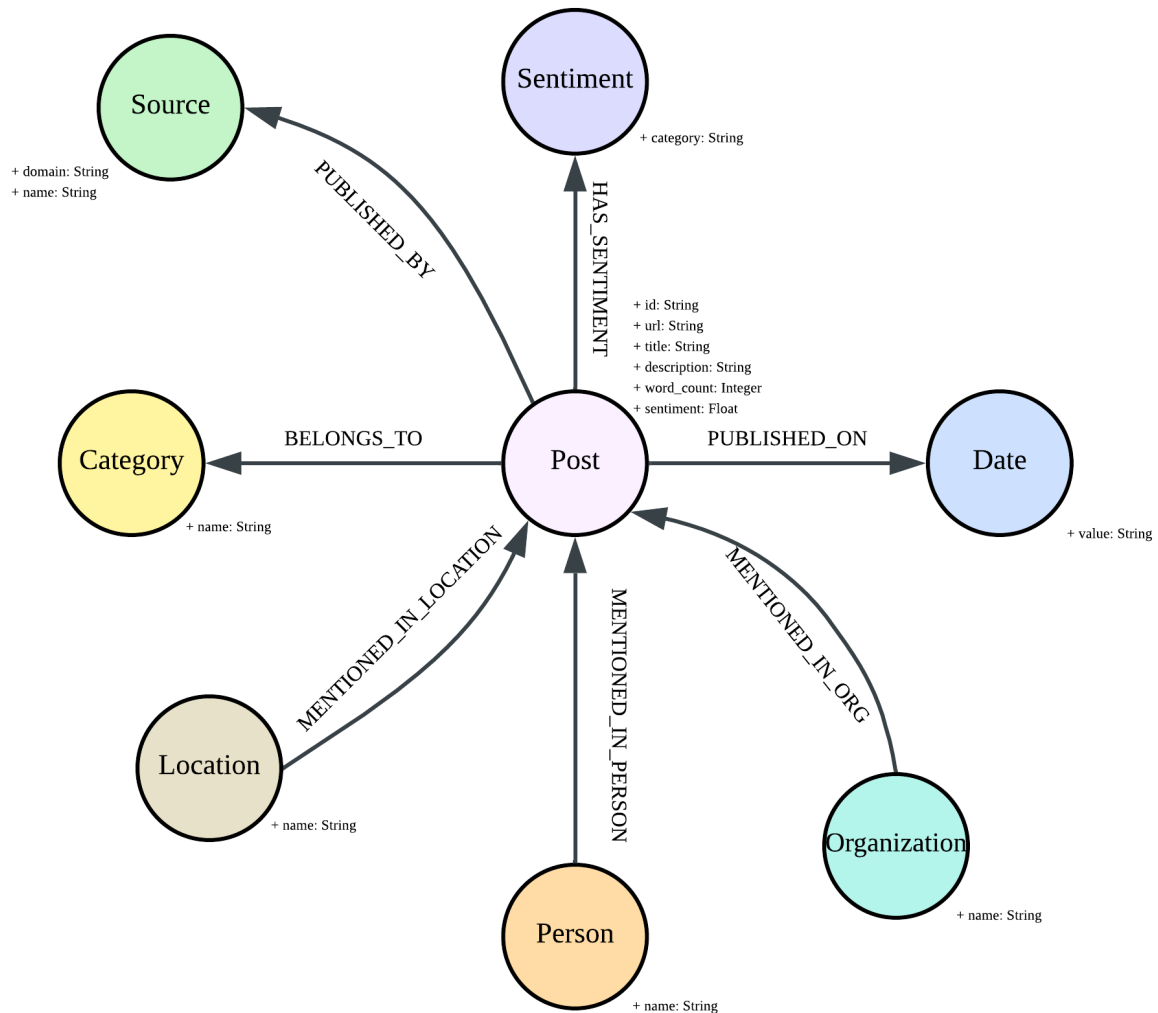 Sentiment
+ category: String
Source
+ domain: String
+ name: String
PUBLISHED_BY
HAS_SENTIMENT
+ id: String
+ url: String
+ title: String
+ description: String
+ word_count: Integer
+ sentiment: Float
Category
+ name: String
BELONGS_TO
Post
PUBLISHED_ON
Date
+ value: String
MENTIONED_IN_LOCATION
MENTIONED_IN_PERSON
MENTIONED_IN_ORG
Location
+ name: String
Organization
+ name: String
Person
+ name: String